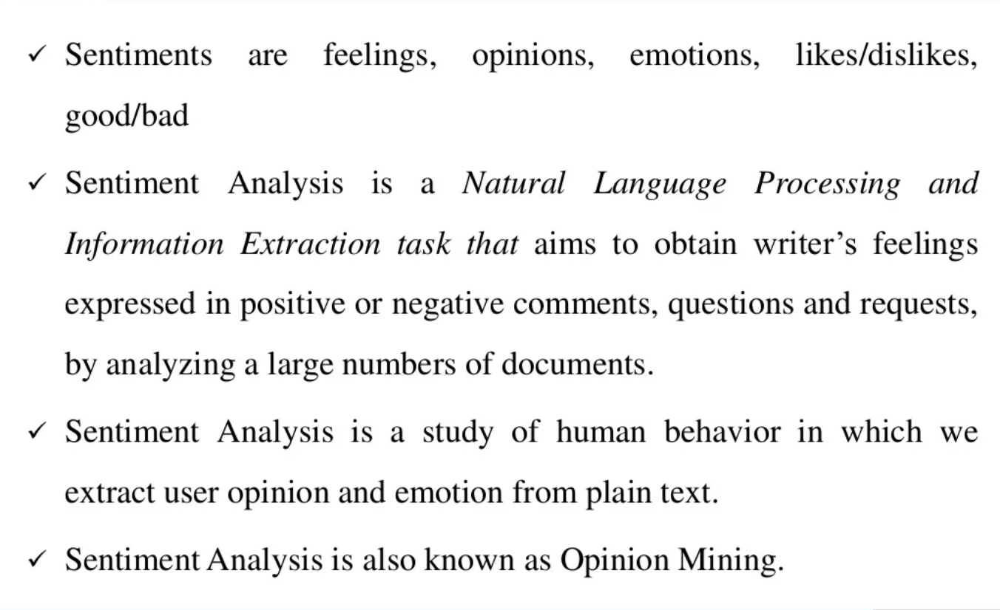 ✓ Sentiments are feelings, opinions, emotions, likes/dislikes,
good/bad
✓ Sentiment Analysis is a Natural Language Processing and
Information Extraction task that aims to obtain writer’s feelings
expressed in positive or negative comments, questions and requests,
by analyzing a large numbers of documents.
✓ Sentiment Analysis is a study of human behavior in which we
extract user opinion and emotion from plain text.
✓ Sentiment Analysis is also known as Opinion Mining.